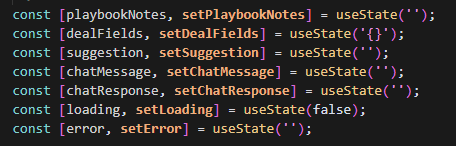 const [playbookNotes, setPlaybookNotes] = useState('');
const [dealFields, setDealFields] = useState('{}');
const [suggestion, setSuggestion] = useState('');
const [chatMessage, setChatMessage] = useState('');
const [chatResponse, setChatResponse] = useState('');
const [loading, setLoading] = useState(false);
const [error, setError] = useState('');